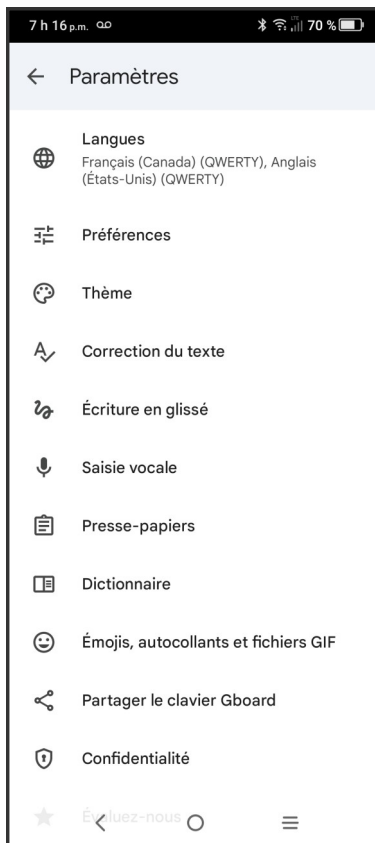 7 h 16 p.m. 70 %
Paramètres
Langues
Français (Canada) (QWERTY), Anglais
(États-Unis) (QWERTY)
Préférences
Thème
Correction du texte
Écriture en glissé
Saisie vocale
Presse-papiers
Dictionnaire
Émojis, autocollants et fichiers GIF
Partager le clavier Gboard
Confidentialité
Évaluez-nous